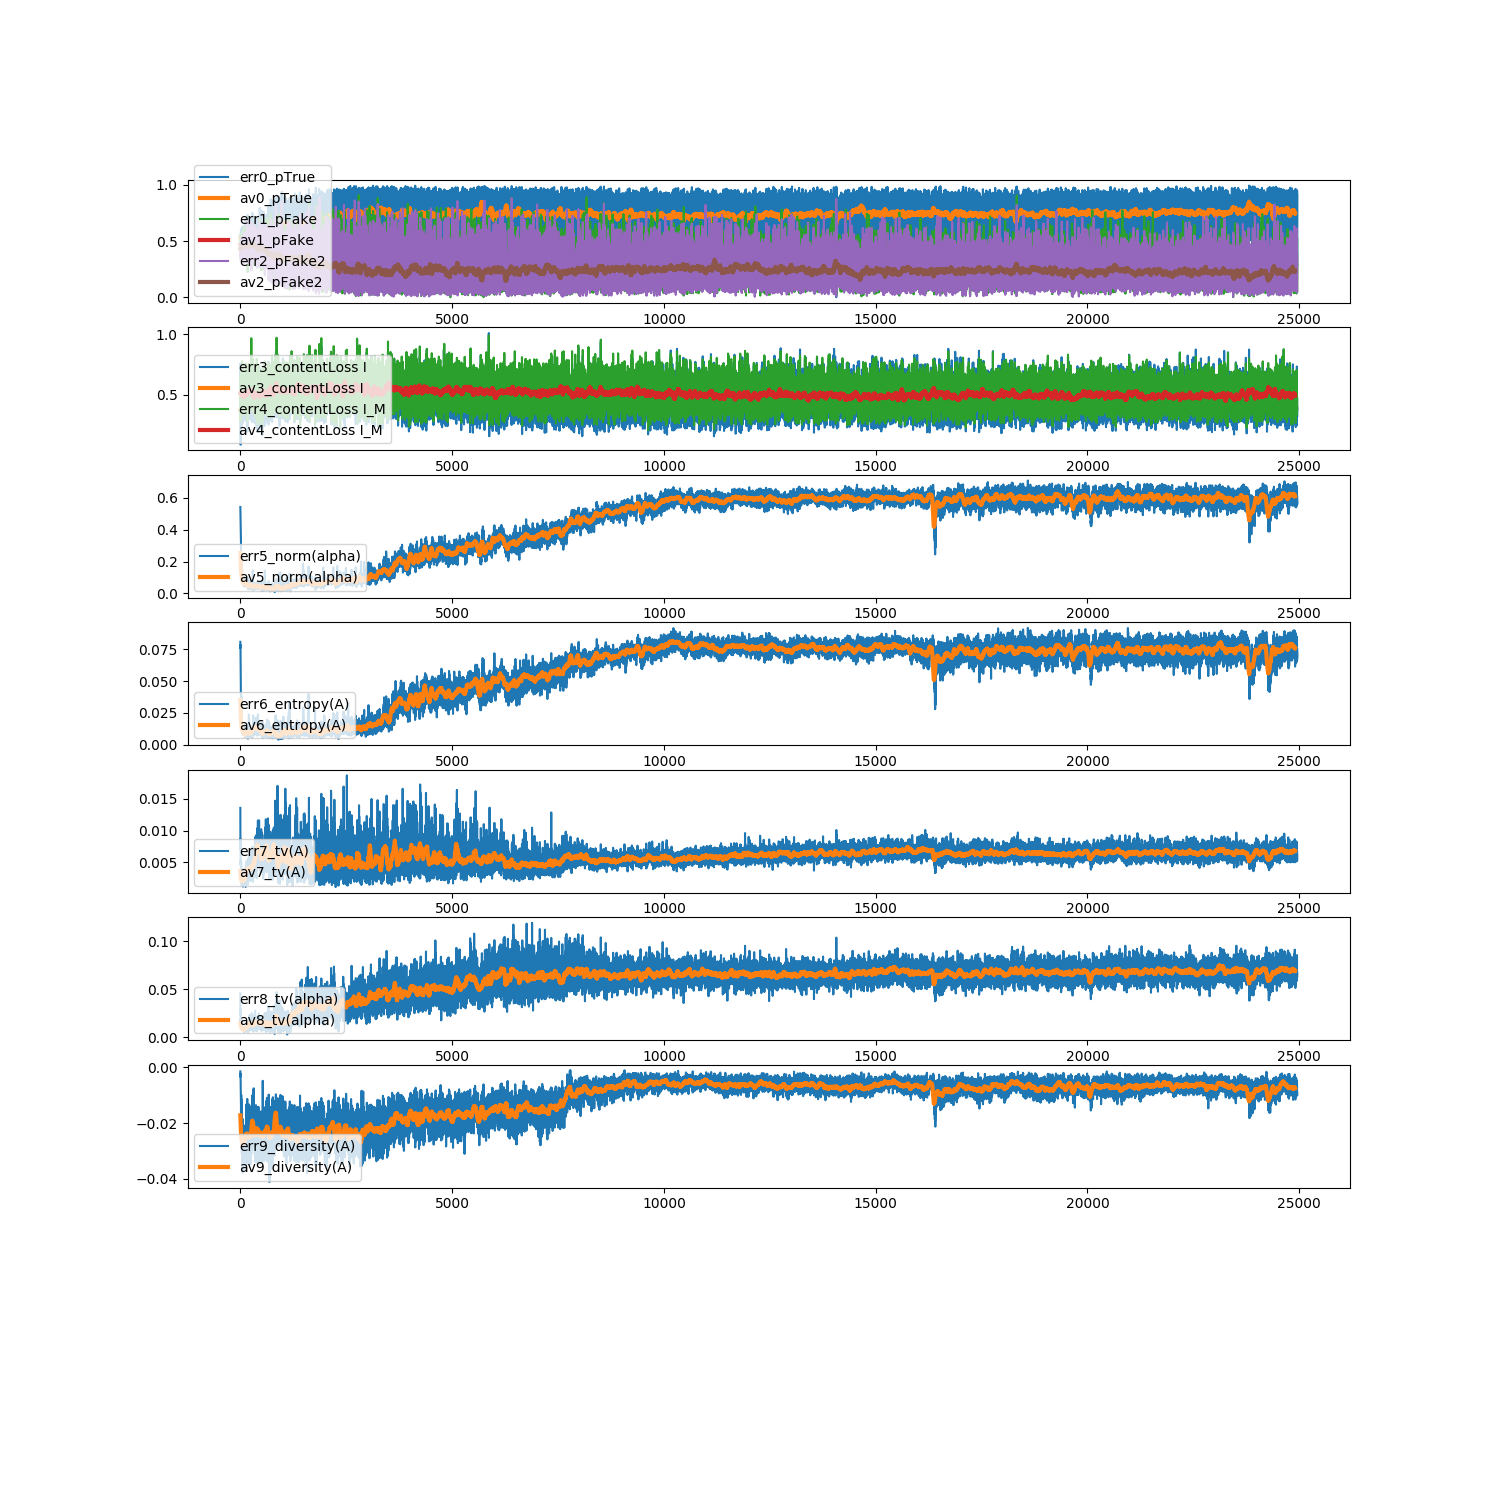 err0_pTrue
av0_pTrue
err1_pFake
av1_pFake
err2_pFake2
av2_pFake2
1.0
0.5
0.0
0 5000 10000 15000 20000 25000
err3_contentLoss I
av3_contentLoss I
err4_contentLoss I_M
av4_contentLoss I_M
1.0
0.5
0 5000 10000 15000 20000 25000
err5_norm(alpha)
av5_norm(alpha)
0.6
0.4
0.2
0.0
0 5000 10000 15000 20000 25000
err6_entropy(A)
av6_entropy(A)
0.075
0.050
0.025
0.000
0 5000 10000 15000 20000 25000
err7_tv(A)
av7_tv(A)
0.015
0.010
0.005
0 5000 10000 15000 20000 25000
err8_tv(alpha)
av8_tv(alpha)
0.10
0.05
0.00
0 5000 10000 15000 20000 25000
err9_diversity(A)
av9_diversity(A)
0.00
−0.02
−0.04
0 5000 10000 15000 20000 25000